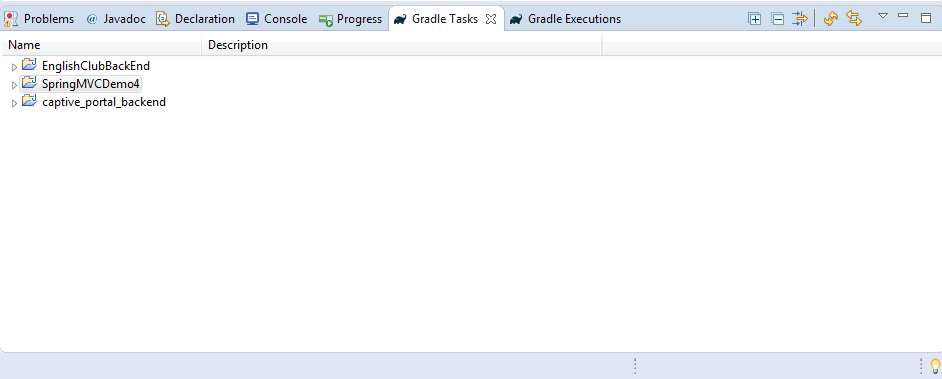 Problems @ Javadoc Declaration Console Progress Gradle Tasks Gradle Executions
Name Description
EnglishClubBackEnd
SpringMVCDemo4
captive_portal_backend